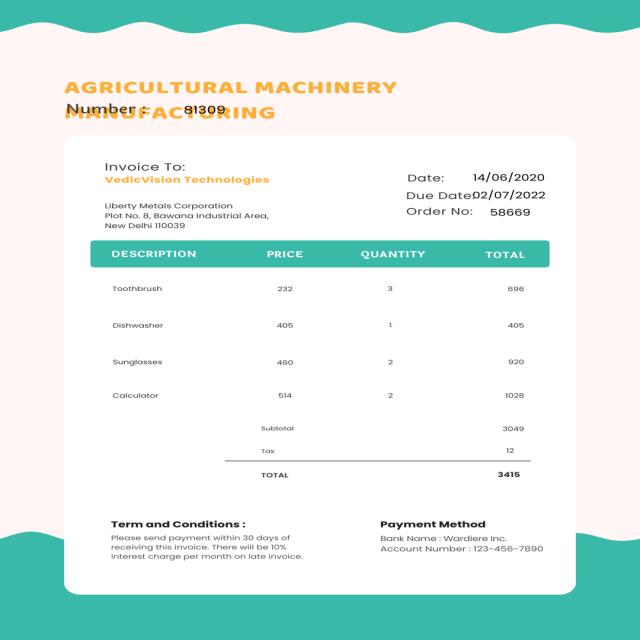 AGRICULTURAL MACHINERY
MANUFACTURING
Number : 81309
Invoice To:
VedicVision Technologies
Liberty Metals Corporation
Plot No. 8, Bawana Industrial Area,
New Delhi 110039
Date: 14/06/2020
Due Date: 02/07/2022
Order No: 58669
DESCRIPTION PRICE QUANTITY TOTAL
Toothbrush 232 3 696
Dishwasher 405 1 405
Sunglasses 460 2 920
Calculator 514 2 1028
Subtotal 3049
Tax 12
TOTAL 3415
Term and Conditions :
Please send payment within 30 days of
receiving this invoice. There will be 10%
interest charge per month on late invoice.
Payment Method
Bank Name : Wardiere Inc.
Account Number : 123-456-7890